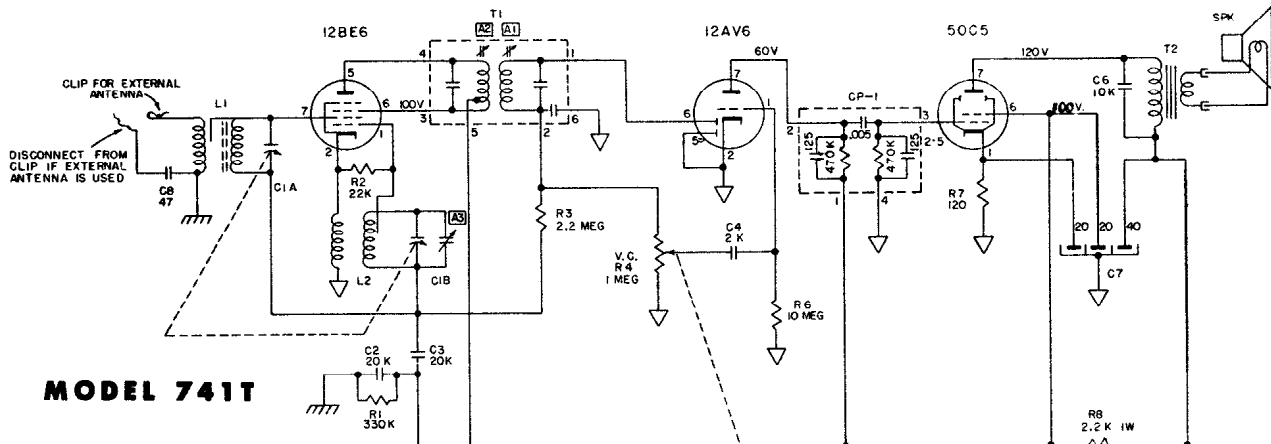 T1
A2 A1
12BE6
12AV6
50C5
SPK
CLIP FOR EXTERNAL
ANTENNA
DISCONNECT FROM
CLIP IF EXTERNAL
ANTENNA IS USED
L1
C8
47
C1A
7
5
6
1
2
4
100V
3
5
1
2
6
R2
22K
L2
A3
C1B
R3
2.2 MEG
V.C.
R4
1 MEG
C4
2K
R6
10 MEG
60V
7
1
6
5
2
CP-1
2
.005
3
125
470K
470K
125
1
4
2.5
120V
7
6
100V.
1
R7
120
C6
10K
T2
20 20 40
C7
C2
20K
C3
20K
R1
330K
MODEL 741T
R8
2.2K 1W